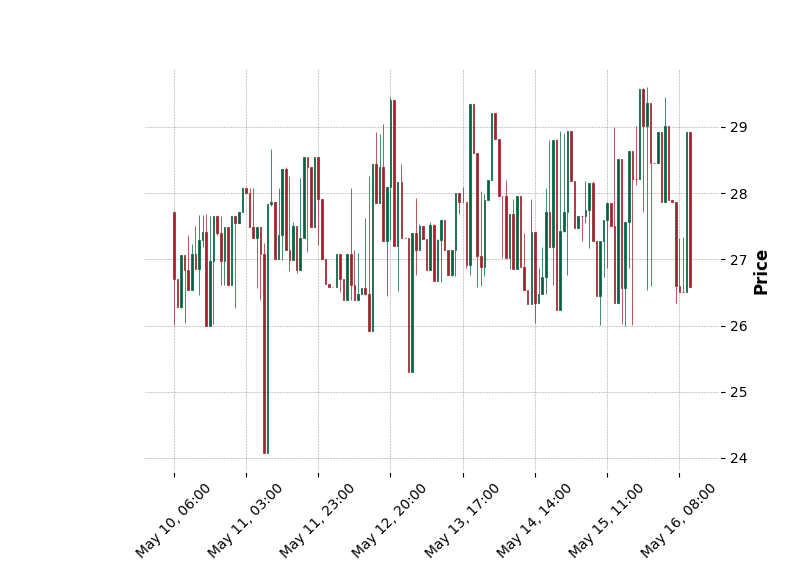 29
28
27
26
25
24
Price
May 10, 06:00
May 11, 03:00
May 11, 23:00
May 12, 20:00
May 13, 17:00
May 14, 14:00
May 15, 11:00
May 16, 08:00